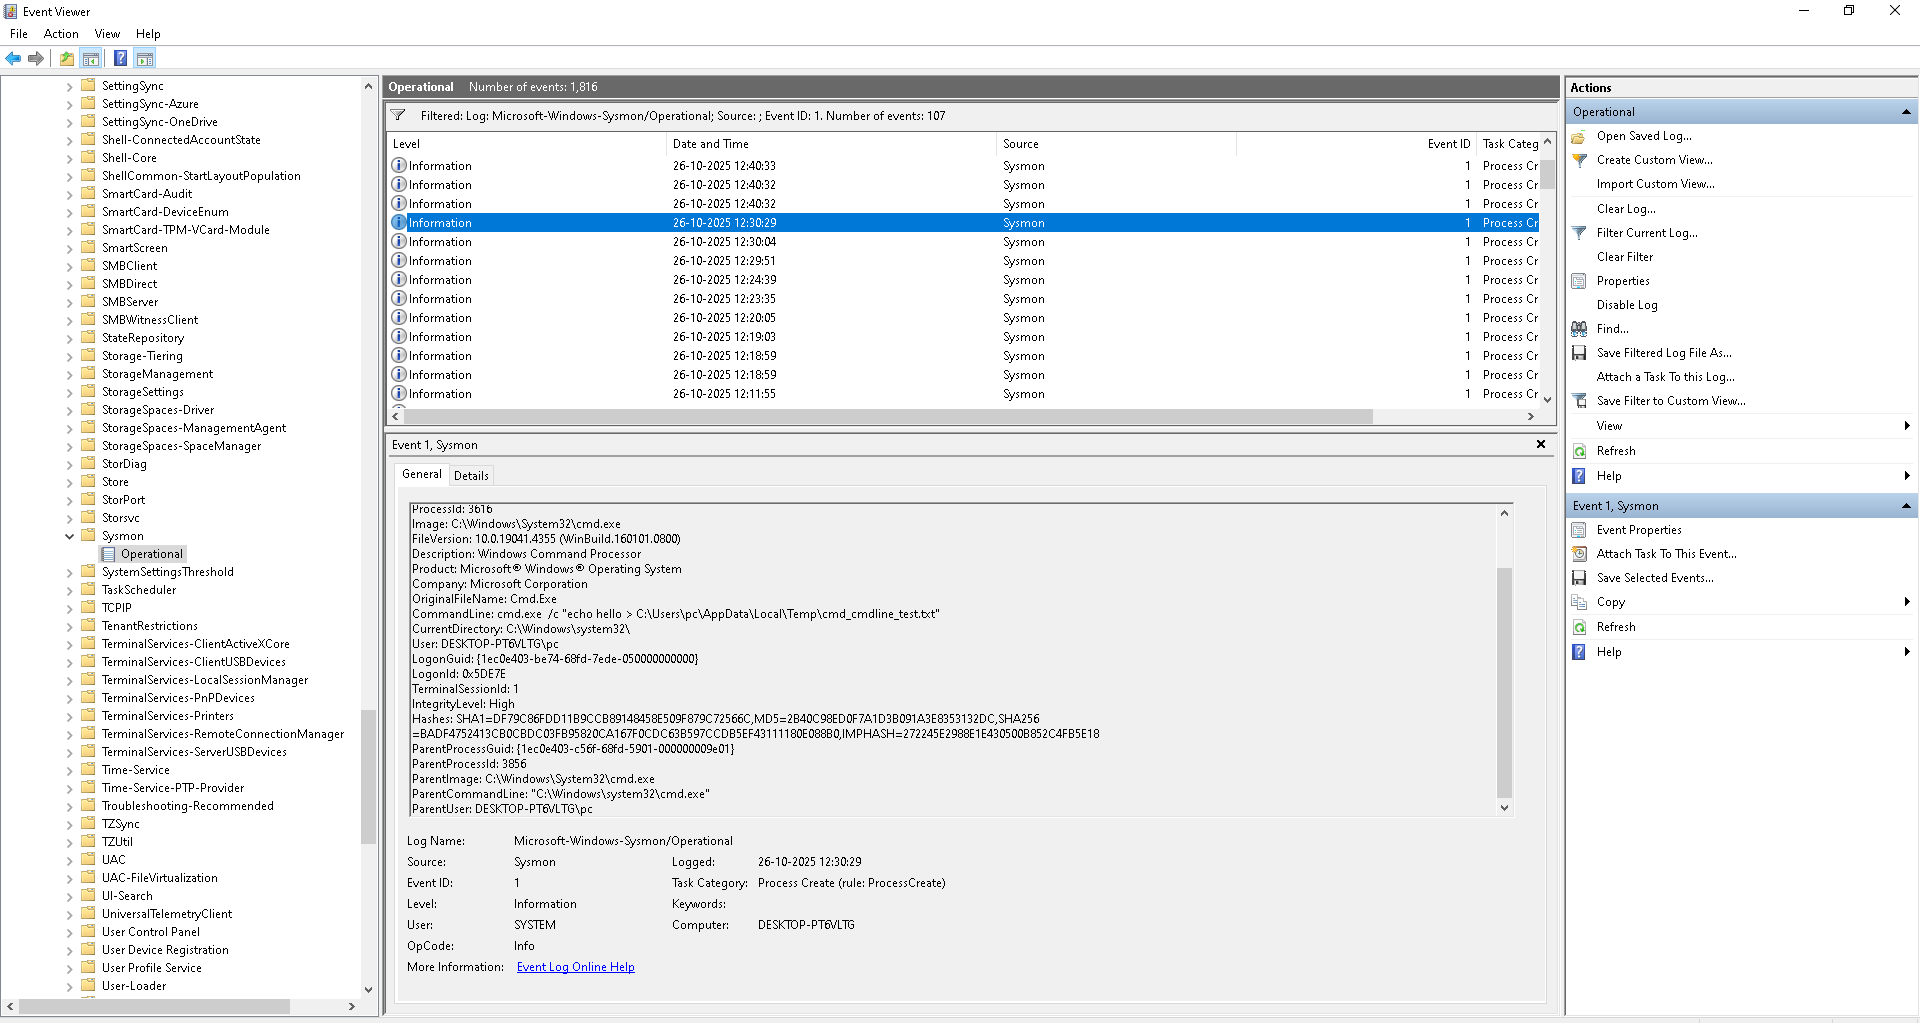 Event Viewer
File Action View Help
SettingSync
SettingSync-Azure
SettingSync-OneDrive
Shell-ConnectedAccountState
Shell-Core
ShellCommon-StartLayoutPopulation
SmartCard-Audit
SmartCard-DeviceEnum
SmartCard-TPM-VCard-Module
SmartScreen
SMBClient
SMBDirect
SMBServer
SMBWitnessClient
StateRepository
Storage-Tiering
StorageManagement
StorageSettings
StorageSpaces-Driver
StorageSpaces-ManagementAgent
StorageSpaces-SpaceManager
StorDiag
Store
StorPort
Storsvc
Sysmon
Operational
SystemSettingsThreshold
TaskScheduler
TCPIP
TenantRestrictions
TerminalServices-ClientActiveXCore
TerminalServices-ClientUSBDevices
TerminalServices-LocalSessionManager
TerminalServices-PnPDevices
TerminalServices-Printers
TerminalServices-RemoteConnectionManager
TerminalServices-ServerUSBDevices
Time-Service
Time-Service-PTP-Provider
Troubleshooting-Recommended
TZSync
TZUtil
UAC
UAC-FileVirtualization
UI-Search
UniversalTelemetryClient
User Control Panel
User Device Registration
User Profile Service
User-Loader
Operational Number of events: 1,816
Filtered: Log: Microsoft-Windows-Sysmon/Operational; Source: ; Event ID: 1. Number of events: 107
Level Date and Time Source Event ID Task Categ
Information 26-10-2025 12:40:33 Sysmon 1 Process Cr
Information 26-10-2025 12:40:32 Sysmon 1 Process Cr
Information 26-10-2025 12:40:32 Sysmon 1 Process Cr
Information 26-10-2025 12:30:29 Sysmon 1 Process Cr
Information 26-10-2025 12:30:04 Sysmon 1 Process Cr
Information 26-10-2025 12:29:51 Sysmon 1 Process Cr
Information 26-10-2025 12:24:39 Sysmon 1 Process Cr
Information 26-10-2025 12:23:35 Sysmon 1 Process Cr
Information 26-10-2025 12:20:05 Sysmon 1 Process Cr
Information 26-10-2025 12:19:03 Sysmon 1 Process Cr
Information 26-10-2025 12:18:59 Sysmon 1 Process Cr
Information 26-10-2025 12:18:59 Sysmon 1 Process Cr
Information 26-10-2025 12:11:55 Sysmon 1 Process Cr
Event 1, Sysmon
General Details
ProcessId: 3616
Image: C:\Windows\System32\cmd.exe
FileVersion: 10.0.19041.4355 (WinBuild.160101.0800)
Description: Windows Command Processor
Product: Microsoft® Windows® Operating System
Company: Microsoft Corporation
OriginalFileName: Cmd.Exe
CommandLine: cmd.exe /c "echo hello > C:\Users\pc\AppData\Local\Temp\cmd_cmdline_test.txt"
CurrentDirectory: C:\Windows\system32\
User: DESKTOP-PT6VLTG\pc
LogonGuid: {1ec0e403-be74-68fd-7ede-050000000000}
LogonId: 0x5DE7E
TerminalSessionId: 1
IntegrityLevel: High
Hashes: SHA1=DF79C86FDD11B9CCB89148458E509F879C72566C,MD5=2B40C98ED0F7A1D3B091A3E8353132DC,SHA256
=BADF4752413CB0CBDC03FB95820CA167F0CDC63B597CCDB5EF43111180E088B0,IMPHASH=272245E2988E1E430500B852C4FB5E18
ParentProcessGuid: {1ec0e403-c56f-68fd-5901-000000009e01}
ParentProcessId: 3856
ParentImage: C:\Windows\System32\cmd.exe
ParentCommandLine: "C:\Windows\system32\cmd.exe"
ParentUser: DESKTOP-PT6VLTG\pc
Log Name: Microsoft-Windows-Sysmon/Operational
Source: Sysmon Logged: 26-10-2025 12:30:29
Event ID: 1 Task Category: Process Create (rule: ProcessCreate)
Level: Information Keywords:
User: SYSTEM Computer: DESKTOP-PT6VLTG
OpCode: Info
More Information: Event Log Online Help
Actions
Operational
Open Saved Log...
Create Custom View...
Import Custom View...
Clear Log...
Filter Current Log...
Clear Filter
Properties
Disable Log
Find...
Save Filtered Log File As...
Attach a Task To this Log...
Save Filter to Custom View...
View
Refresh
Help
Event 1, Sysmon
Event Properties
Attach Task To This Event...
Save Selected Events...
Copy
Refresh
Help